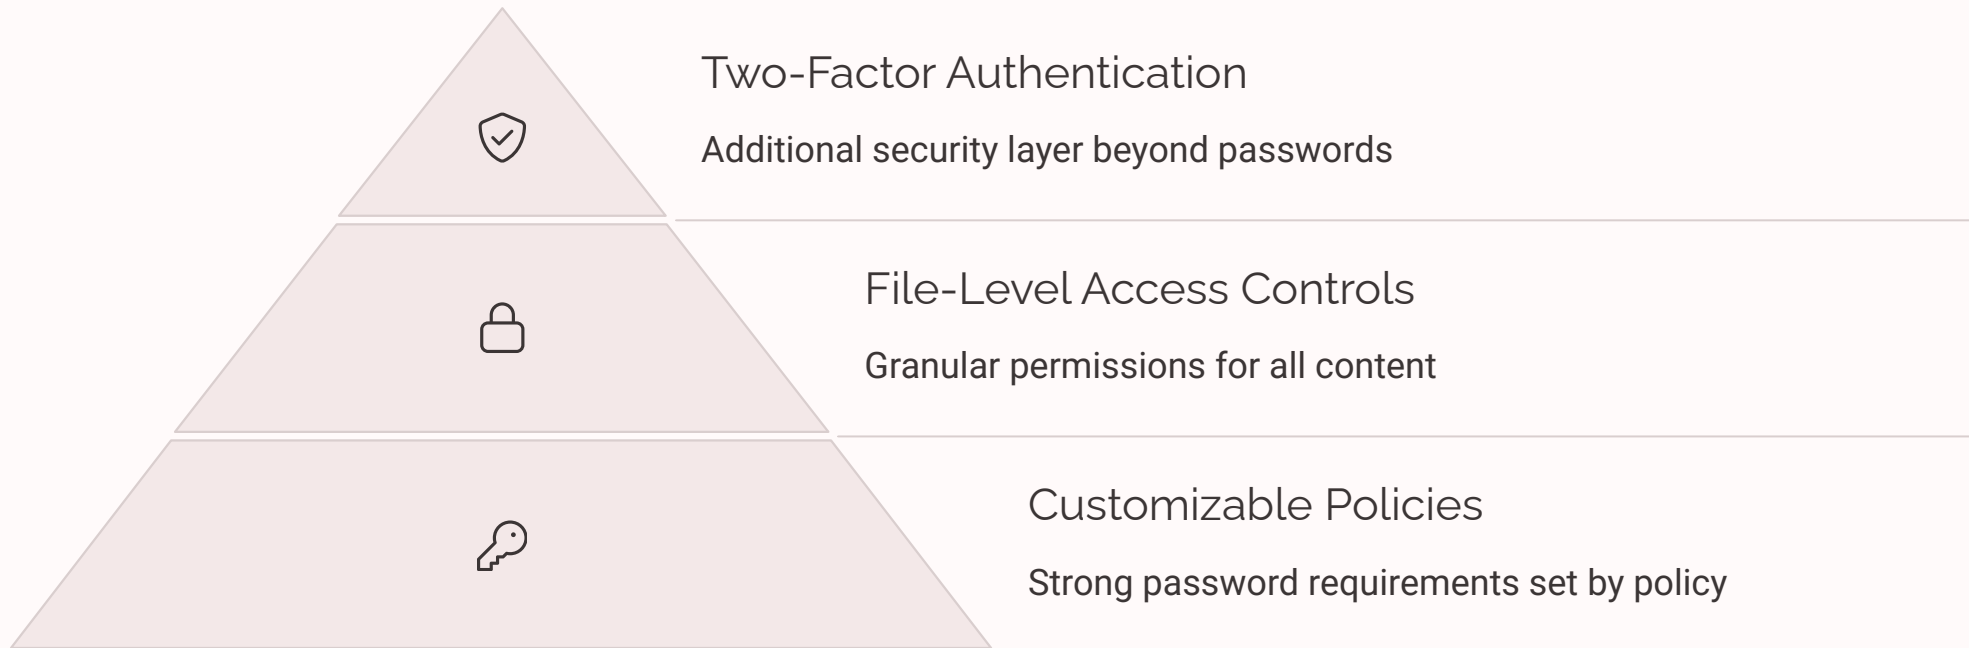 Two-Factor Authentication
Additional security layer beyond passwords
File-Level Access Controls
Granular permissions for all content
Customizable Policies
Strong password requirements set by policy